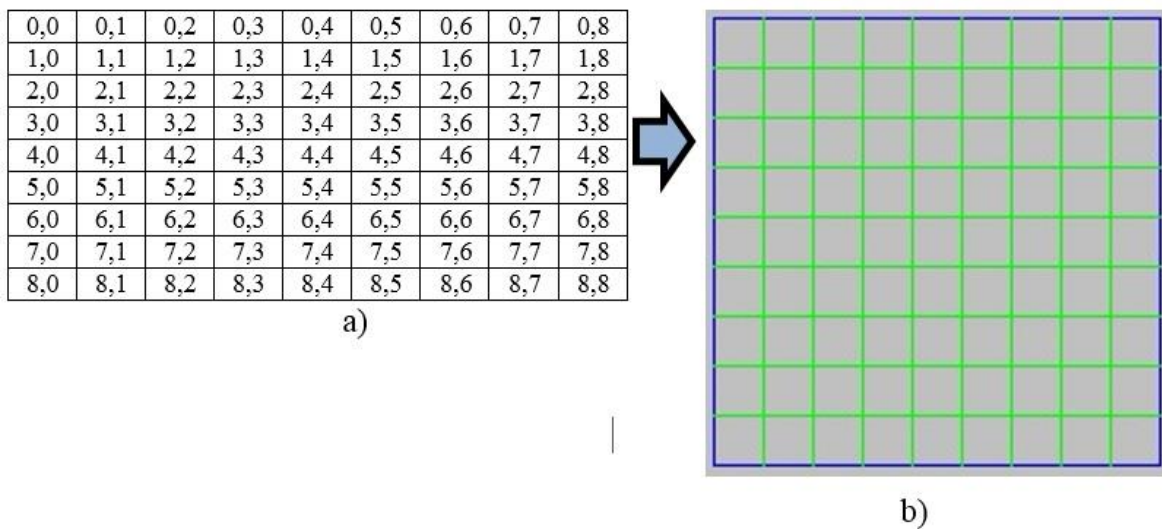 0,0 0,1 0,2 0,3 0,4 0,5 0,6 0,7 0,8
1,0 1,1 1,2 1,3 1,4 1,5 1,6 1,7 1,8
2,0 2,1 2,2 2,3 2,4 2,5 2,6 2,7 2,8
3,0 3,1 3,2 3,3 3,4 3,5 3,6 3,7 3,8
4,0 4,1 4,2 4,3 4,4 4,5 4,6 4,7 4,8
5,0 5,1 5,2 5,3 5,4 5,5 5,6 5,7 5,8
6,0 6,1 6,2 6,3 6,4 6,5 6,6 6,7 6,8
7,0 7,1 7,2 7,3 7,4 7,5 7,6 7,7 7,8
8,0 8,1 8,2 8,3 8,4 8,5 8,6 8,7 8,8
a)
b)